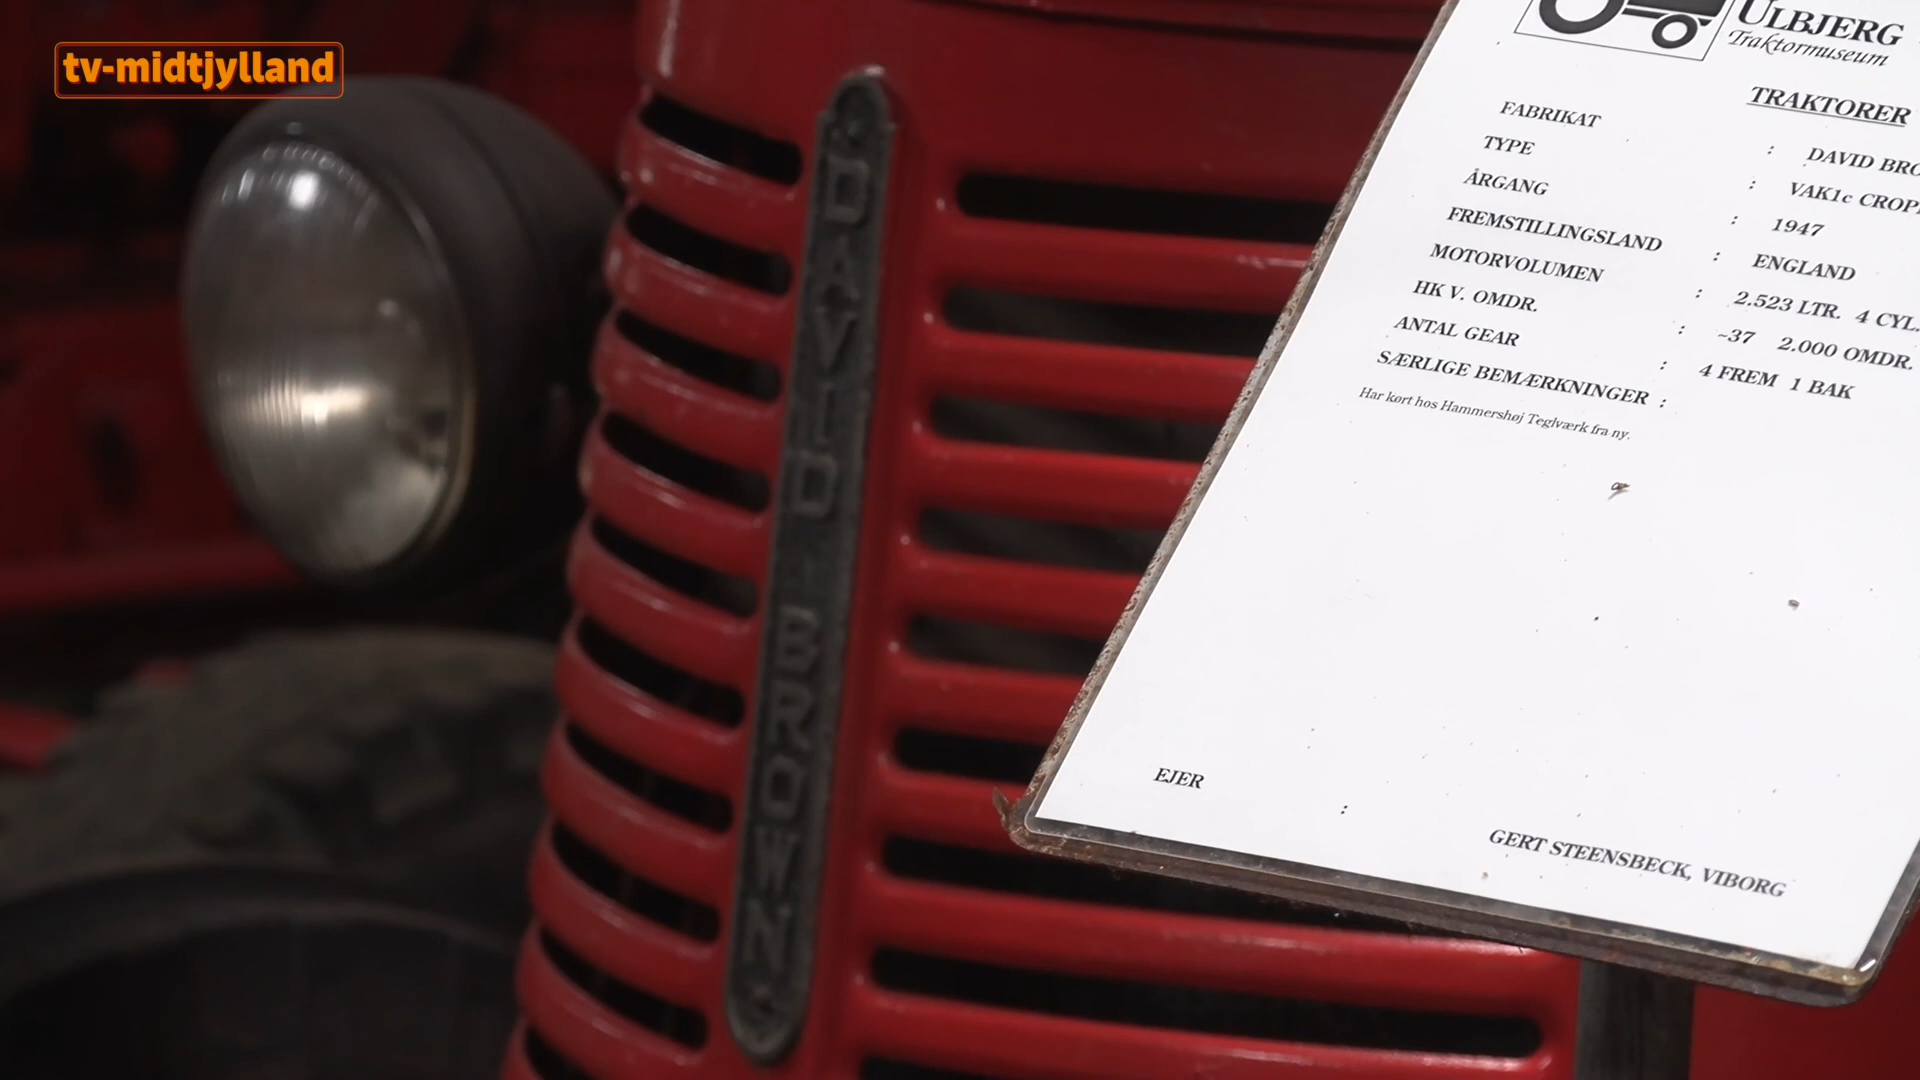 tv-midtjylland
DAVID BROWN
ULBJERG
Traktormuseum
TRAKTORER
FABRIKAT : DAVID BRO
TYPE : VAK1c CROP
ÅRGANG : 1947
FREMSTILLINGSLAND : ENGLAND
MOTORVOLUMEN : 2.523 LTR. 4 CYL.
HK V. OMDR. : ~37 2.000 OMDR.
ANTAL GEAR : 4 FREM 1 BAK
SÆRLIGE BEMÆRKNINGER :
Har kørt hos Hammershøj Teglværk fra ny.
EJER : GERT STEENSBECK, VIBORG